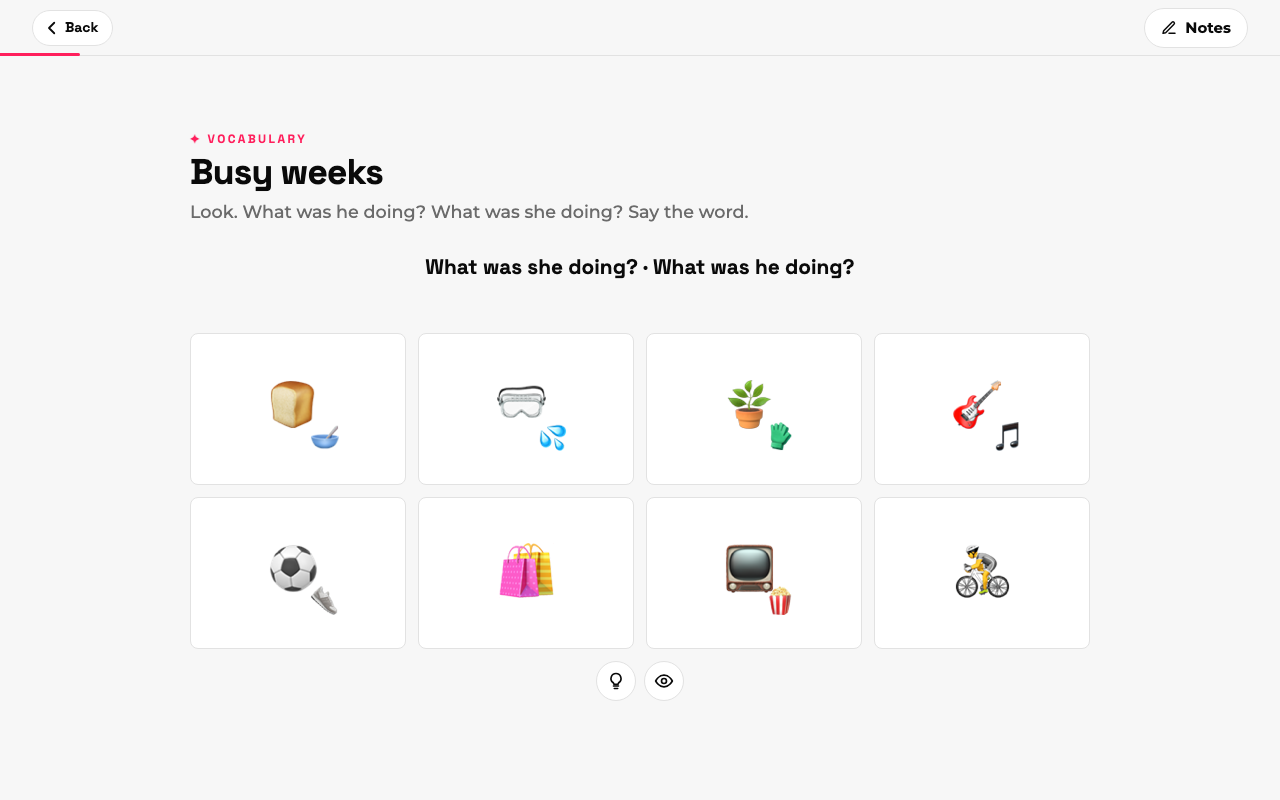 Back
Notes
✦ VOCABULARY
Busy weeks
Look. What was he doing? What was she doing? Say the word.
What was she doing? · What was he doing?